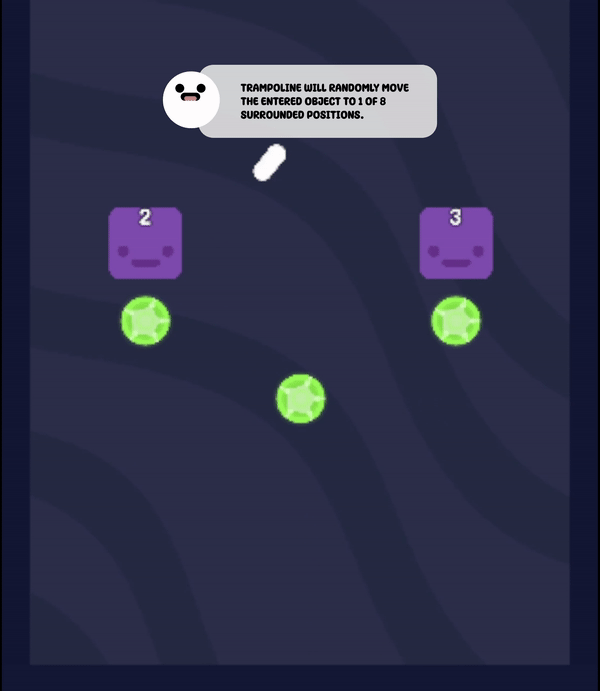 TRAMPOLINE WILL RANDOMLY MOVE
THE ENTERED OBJECT TO 1 OF 8
SURROUNDED POSITIONS.
2 3